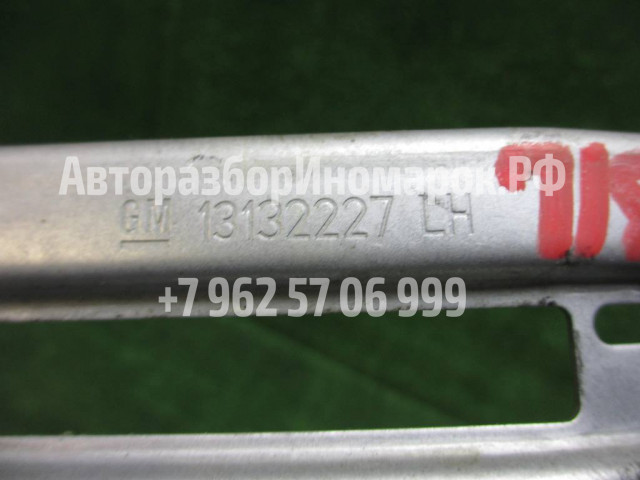 АвторазборИномарок.РФ
GM 13132227 LH
+7 962 57 06 999